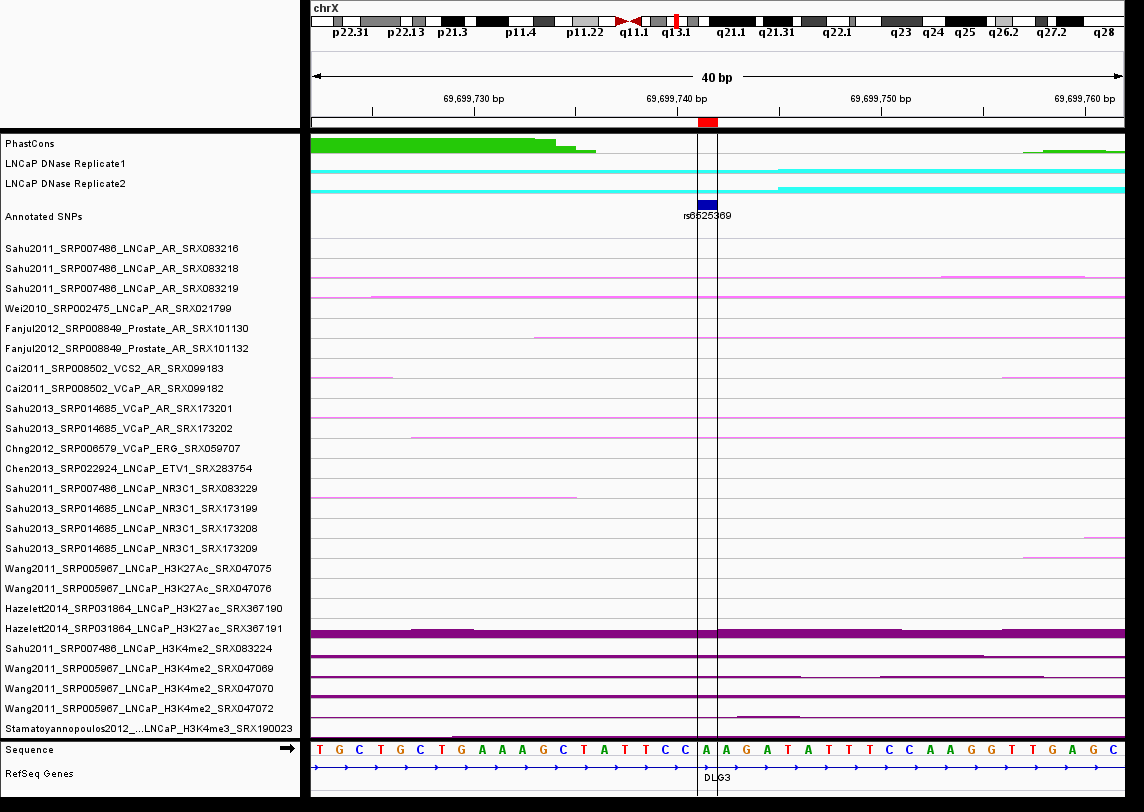 chrX
p22.31 p22.13 p21.3 p11.4 p11.22 q11.1 q13.1 q21.1 q21.31 q22.1 q23 q24 q25 q26.2 q27.2 q28
40 bp
69,699,730 bp 69,699,740 bp 69,699,750 bp 69,699,760 bp
PhastCons
LNCaP DNase Replicate1
LNCaP DNase Replicate2
Annotated SNPs
rs6525369
Sahu2011_SRP007486_LNCaP_AR_SRX083216
Sahu2011_SRP007486_LNCaP_AR_SRX083218
Sahu2011_SRP007486_LNCaP_AR_SRX083219
Wei2010_SRP002475_LNCaP_AR_SRX021799
Fanjul2012_SRP008849_Prostate_AR_SRX101130
Fanjul2012_SRP008849_Prostate_AR_SRX101132
Cai2011_SRP008502_VCS2_AR_SRX099183
Cai2011_SRP008502_VCaP_AR_SRX099182
Sahu2013_SRP014685_VCaP_AR_SRX173201
Sahu2013_SRP014685_VCaP_AR_SRX173202
Chng2012_SRP006579_VCaP_ERG_SRX059707
Chen2013_SRP022924_LNCaP_ETV1_SRX283754
Sahu2011_SRP007486_LNCaP_NR3C1_SRX083229
Sahu2013_SRP014685_LNCaP_NR3C1_SRX173199
Sahu2013_SRP014685_LNCaP_NR3C1_SRX173208
Sahu2013_SRP014685_LNCaP_NR3C1_SRX173209
Wang2011_SRP005967_LNCaP_H3K27Ac_SRX047075
Wang2011_SRP005967_LNCaP_H3K27Ac_SRX047076
Hazelett2014_SRP031864_LNCaP_H3K27ac_SRX367190
Hazelett2014_SRP031864_LNCaP_H3K27ac_SRX367191
Sahu2011_SRP007486_LNCaP_H3K4me2_SRX083224
Wang2011_SRP005967_LNCaP_H3K4me2_SRX047069
Wang2011_SRP005967_LNCaP_H3K4me2_SRX047070
Wang2011_SRP005967_LNCaP_H3K4me2_SRX047072
Stamatoyannopoulos2012_...LNCaP_H3K4me3_SRX190023
Sequence T G C T G C T G A A A G C T A T T C C A A G A T A T T T C C A A G G T T G A G C
RefSeq Genes
DLG3